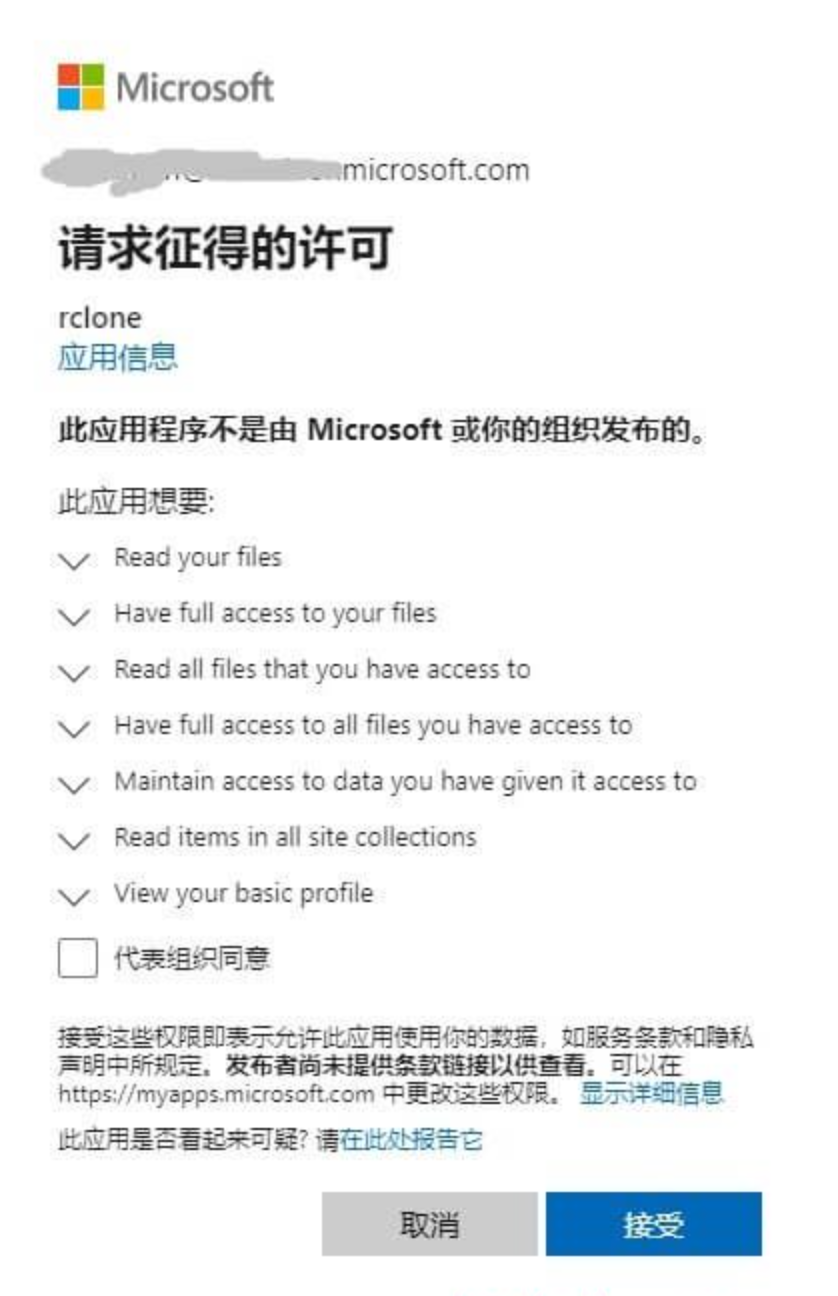 Microsoft
microsoft.com
请求征得的许可
rclone
应用信息
此应用程序不是由 Microsoft 或你的组织发布的。
此应用想要:
Read your files
Have full access to your files
Read all files that you have access to
Have full access to all files you have access to
Maintain access to data you have given it access to
Read items in all site collections
View your basic profile
代表组织同意
接受这些权限即表示允许此应用使用你的数据，如服务条款和隐私
声明中所规定。发布者尚未提供条款链接以供查看。可以在
https://myapps.microsoft.com 中更改这些权限。 显示详细信息
此应用是否看起来可疑? 请在此处报告它
取消 接受